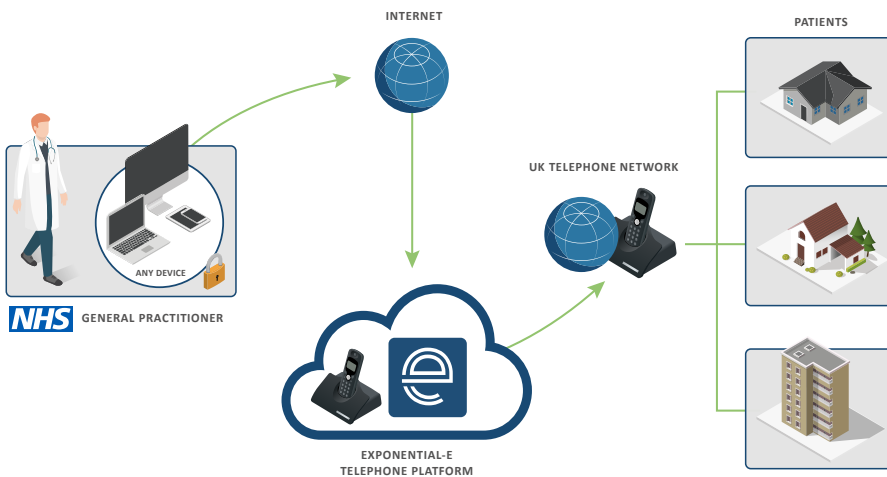 INTERNET
PATIENTS
UK TELEPHONE NETWORK
ANY DEVICE
NHS
GENERAL PRACTITIONER
e
EXPONENTIAL-E
TELEPHONE PLATFORM